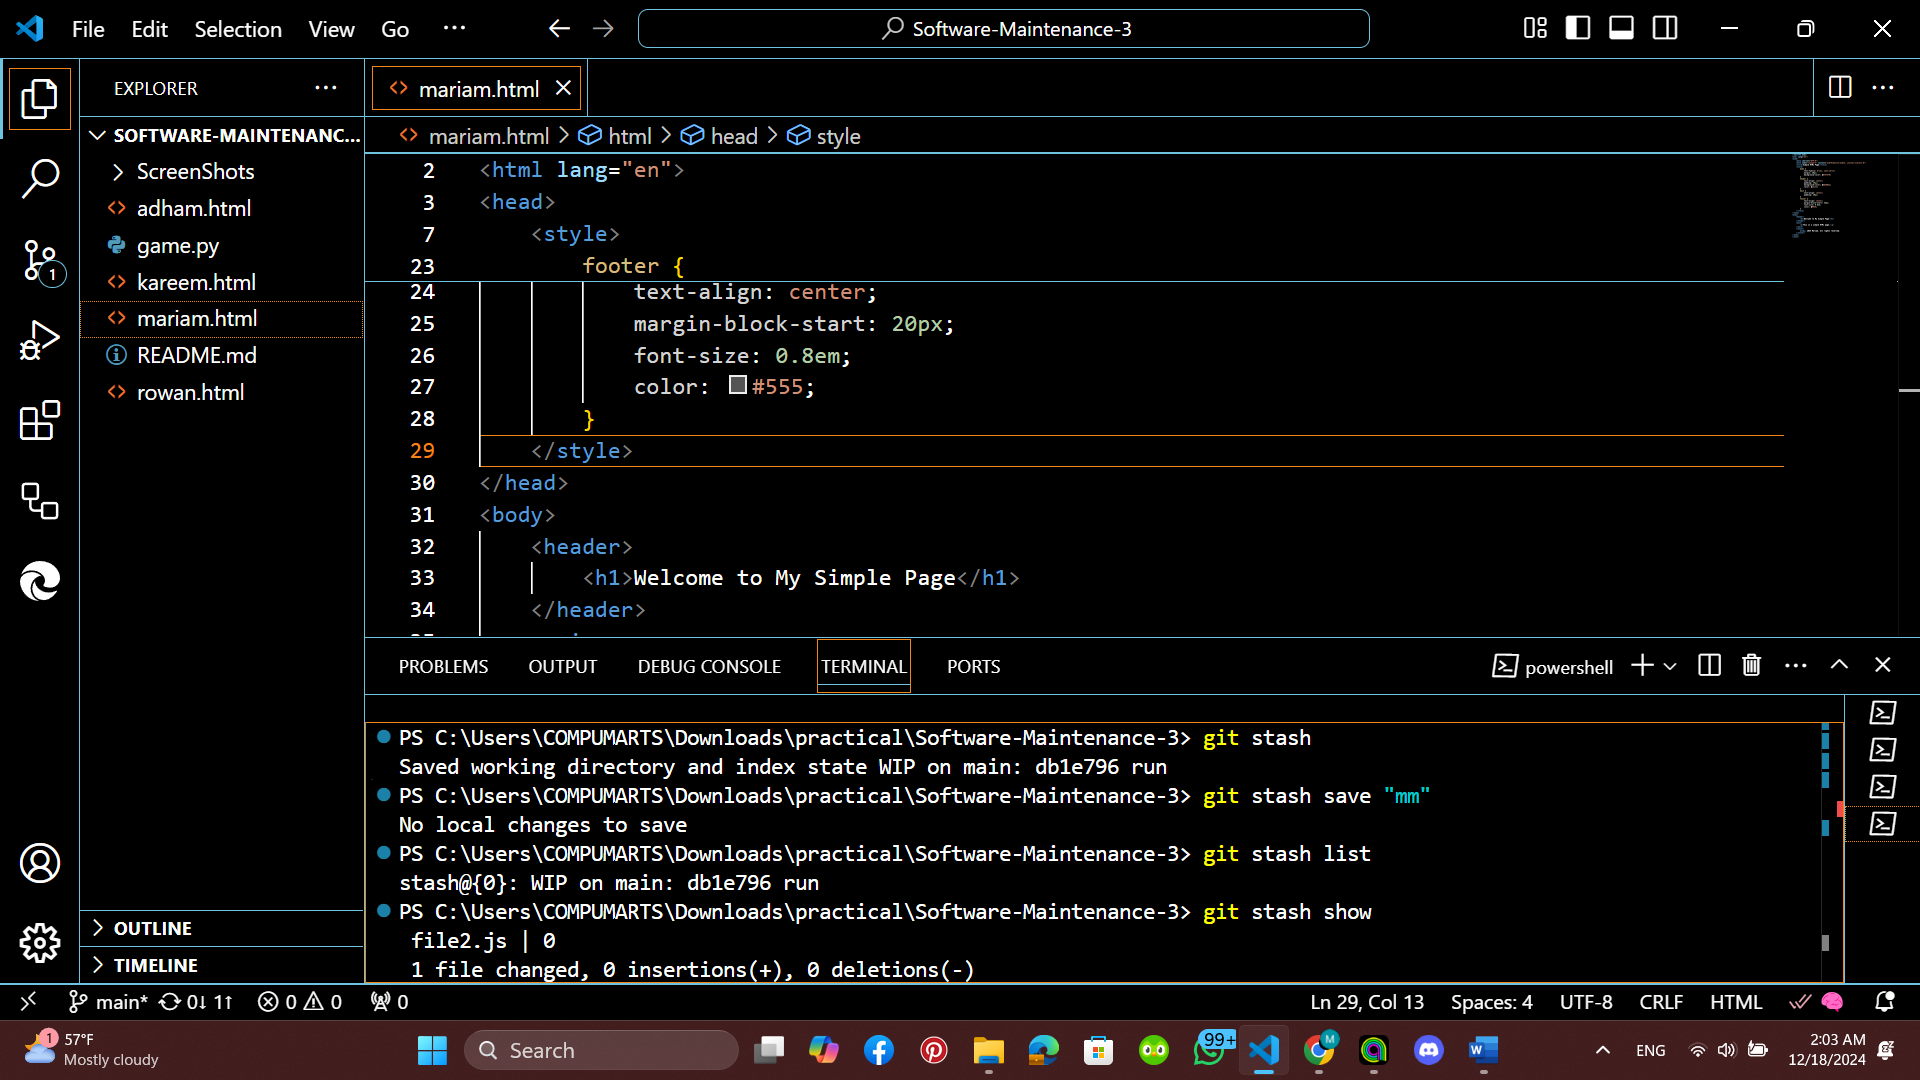 File Edit Selection View Go ··· Software-Maintenance-3
EXPLORER
SOFTWARE-MAINTENANC...
ScreenShots
adham.html
game.py
kareem.html
mariam.html
README.md
rowan.html
OUTLINE
TIMELINE
1
mariam.html
mariam.html > html > head > style
2 <html lang="en">
3 <head>
7 <style>
23 footer {
24 text-align: center;
25 margin-block-start: 20px;
26 font-size: 0.8em;
27 color: #555;
28 }
29 </style>
30 </head>
31 <body>
32 <header>
33 <h1>Welcome to My Simple Page</h1>
34 </header>
PROBLEMS OUTPUT DEBUG CONSOLE TERMINAL PORTS powershell
PS C:\Users\COMPUMARTS\Downloads\practical\Software-Maintenance-3> git stash
Saved working directory and index state WIP on main: db1e796 run
PS C:\Users\COMPUMARTS\Downloads\practical\Software-Maintenance-3> git stash save "mm"
No local changes to save
PS C:\Users\COMPUMARTS\Downloads\practical\Software-Maintenance-3> git stash list
stash@{0}: WIP on main: db1e796 run
PS C:\Users\COMPUMARTS\Downloads\practical\Software-Maintenance-3> git stash show
file2.js | 0
1 file changed, 0 insertions(+), 0 deletions(-)
main* 0↓ 1↑ 0 0 0 Ln 29, Col 13 Spaces: 4 UTF-8 CRLF HTML
1
57°F
Mostly cloudy
Search
99+
M
W
ENG
2:03 AM
12/18/2024